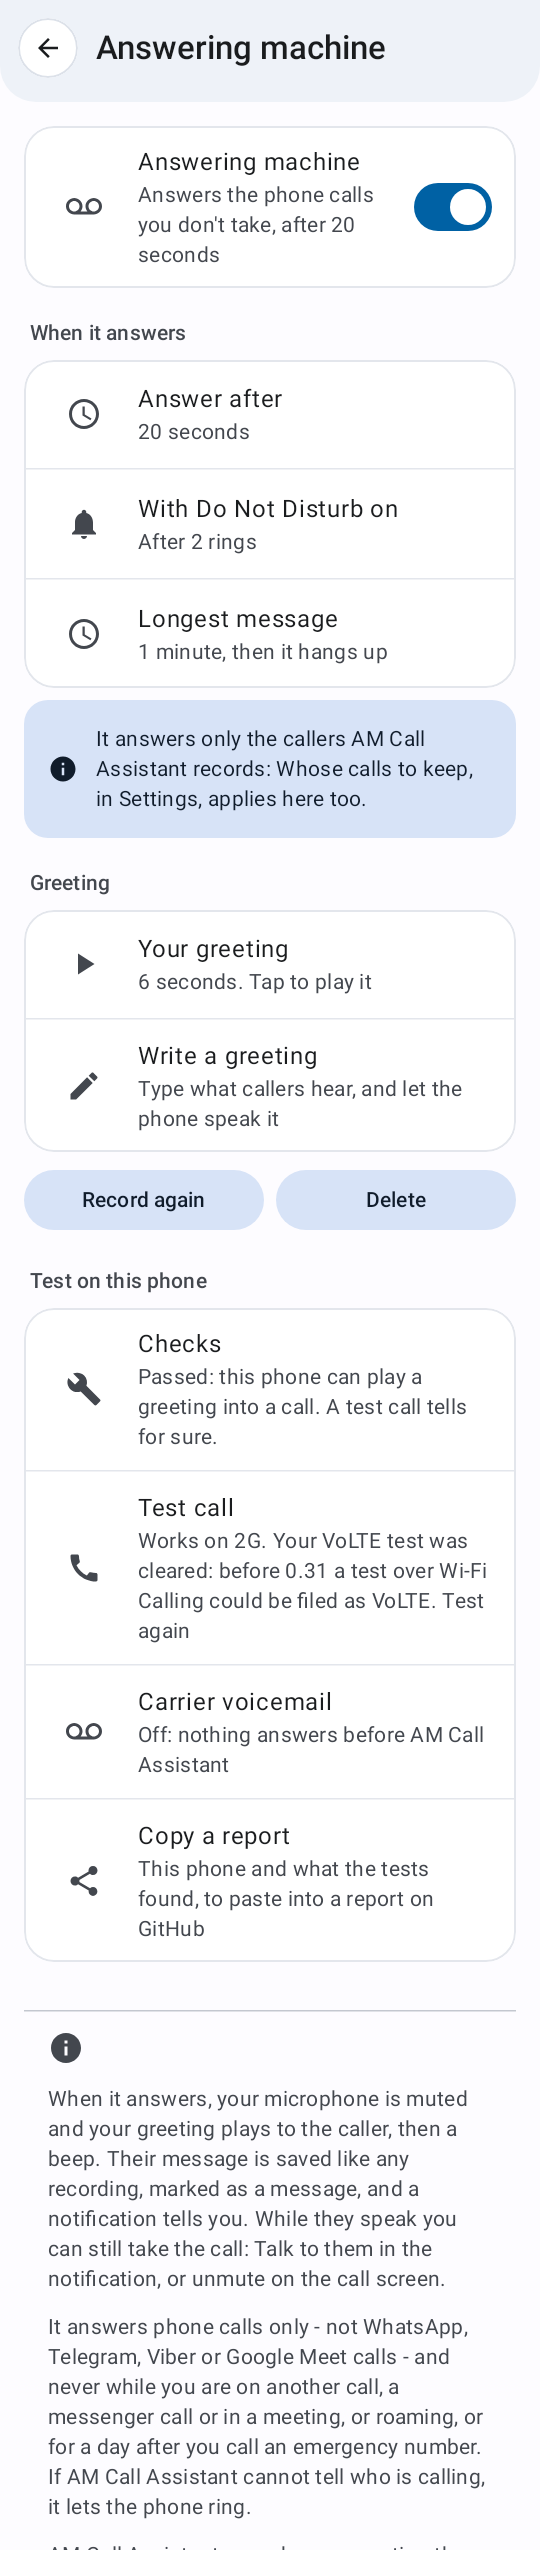 Answering machine
Answering machine
Answers the phone calls
you don't take, after 20
seconds
When it answers
Answer after
20 seconds
With Do Not Disturb on
After 2 rings
Longest message
1 minute, then it hangs up
It answers only the callers AM Call
Assistant records: Whose calls to keep,
in Settings, applies here too.
Greeting
Your greeting
6 seconds. Tap to play it
Write a greeting
Type what callers hear, and let the
phone speak it
Record again
Delete
Test on this phone
Checks
Passed: this phone can play a
greeting into a call. A test call tells
for sure.
Test call
Works on 2G. Your VoLTE test was
cleared: before 0.31 a test over Wi-Fi
Calling could be filed as VoLTE. Test
again
Carrier voicemail
Off: nothing answers before AM Call
Assistant
Copy a report
This phone and what the tests
found, to paste into a report on
GitHub
When it answers, your microphone is muted
and your greeting plays to the caller, then a
beep. Their message is saved like any
recording, marked as a message, and a
notification tells you. While they speak you
can still take the call: Talk to them in the
notification, or unmute on the call screen.
It answers phone calls only - not WhatsApp,
Telegram, Viber or Google Meet calls - and
never while you are on another call, a
messenger call or in a meeting, or roaming, or
for a day after you call an emergency number.
If AM Call Assistant cannot tell who is calling,
it lets the phone ring.